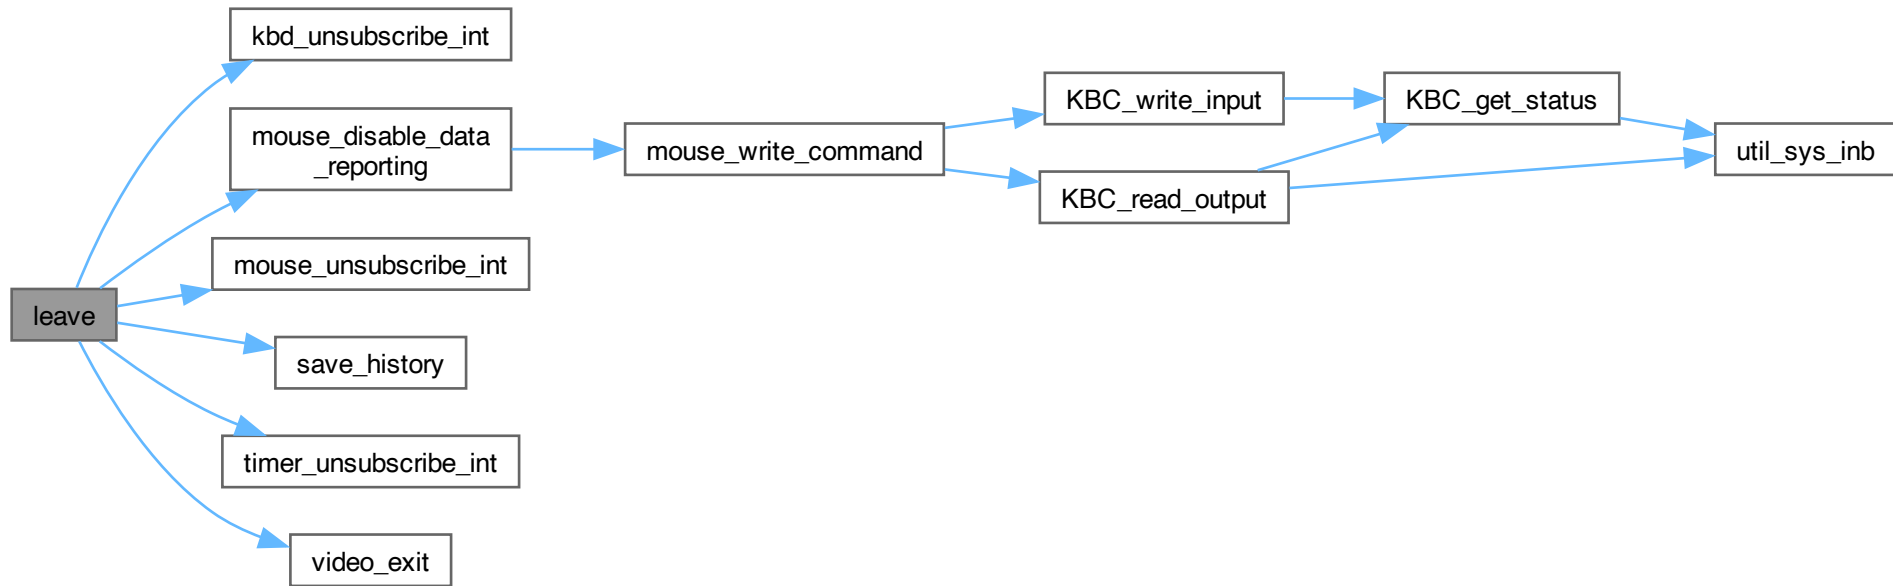 leave
kbd_unsubscribe_int
mouse_disable_data
_reporting
mouse_unsubscribe_int
save_history
timer_unsubscribe_int
video_exit
mouse_write_command
KBC_write_input
KBC_read_output
KBC_get_status
util_sys_inb